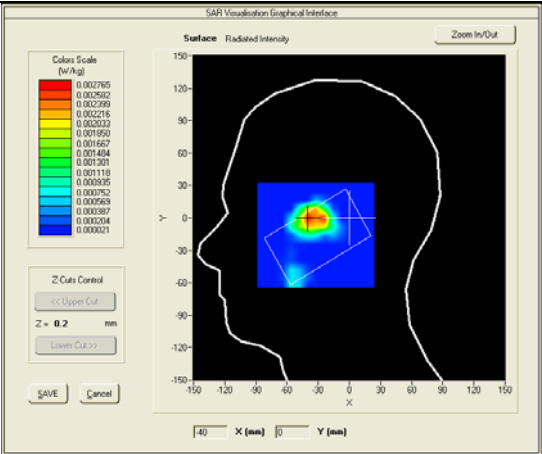 SAR Visualisation Graphical Interface
Surface Radiated Intensity
Zoom In/Out
Colors Scale
(W/kg)
0.002765
0.002582
0.002399
0.002216
0.002033
0.001850
0.001667
0.001484
0.001301
0.001118
0.000935
0.000752
0.000569
0.000387
0.000204
0.000021
150-
120-
90-
60-
30-
0-
-30-
-60-
-90-
-120-
-150-
Y
-150 -120 -90 -60 -30 0 30 60 90 120 150
X
Z-Cuts Control
<< Upper Cut
Z = 0.2 mm
Lower Cut >>
SAVE Cancel
-40 X (mm) 0 Y (mm)